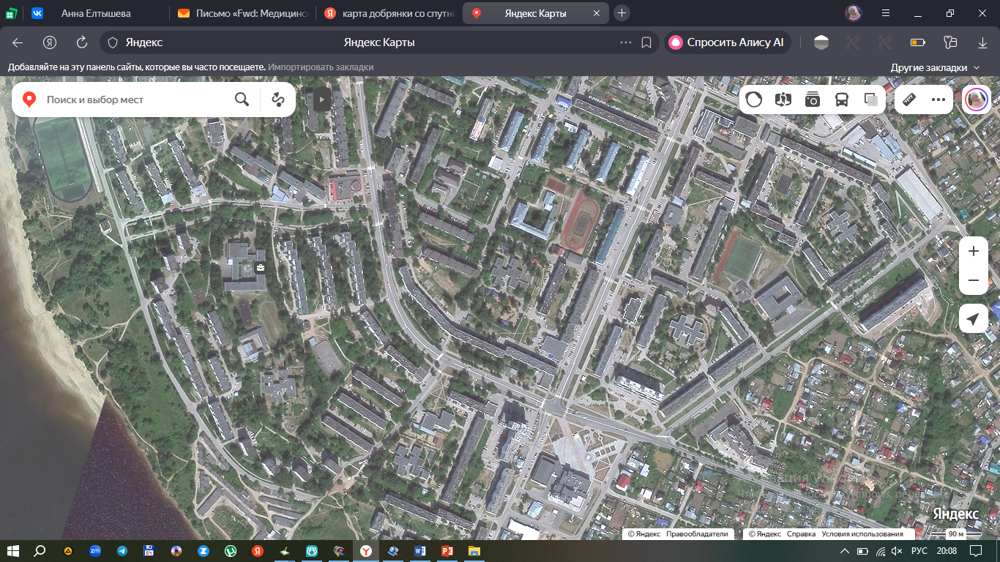 Анна Елтышева
Письмо «Fwd: Медицинс
карта добрянки со спутн
Яндекс Карты
Яндекс
Яндекс Карты
Спросить Алису AI
Добавляйте на эту панель сайты, которые вы часто посещаете. Импортировать закладки
Другие закладки
Поиск и выбор мест
Яндекс
© Яндекс Правообладатели
© Яндекс Справка Условия использования
90 м
zm
64
РУС
20:08